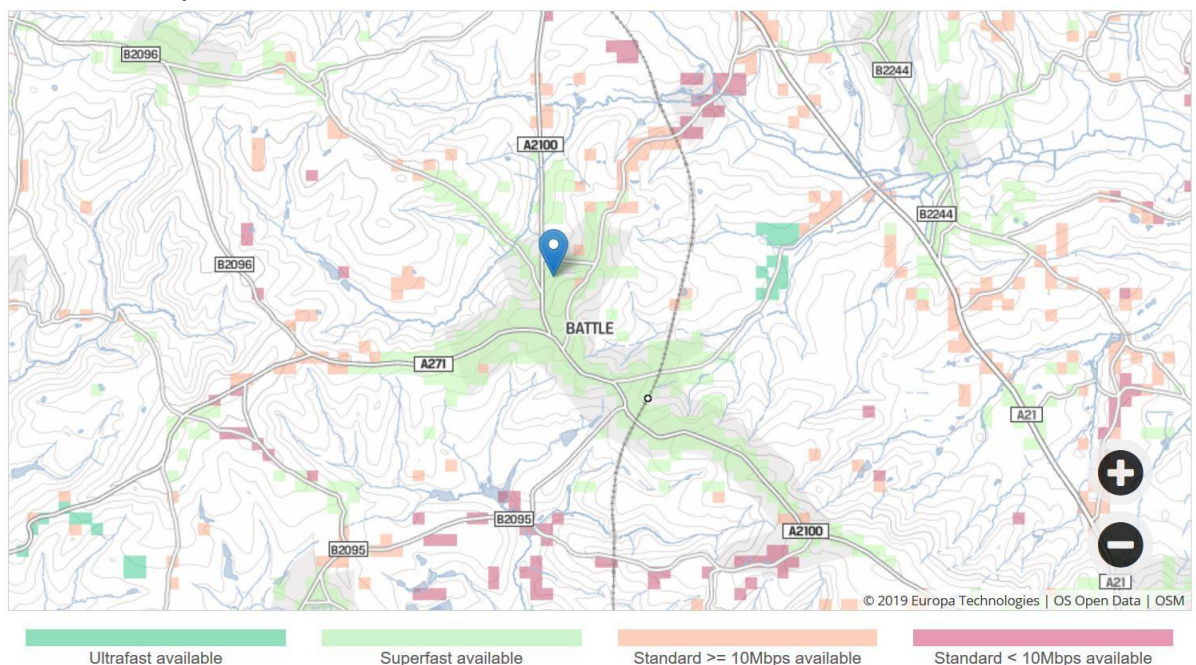 B2096
B2244
A2100
B2244
B2096
BATTLE
A271
A21
B2095
A2100
B2095
A21
© 2019 Europa Technologies | OS Open Data | OSM
Ultrafast available
Superfast available
Standard >= 10Mbps available
Standard < 10Mbps available